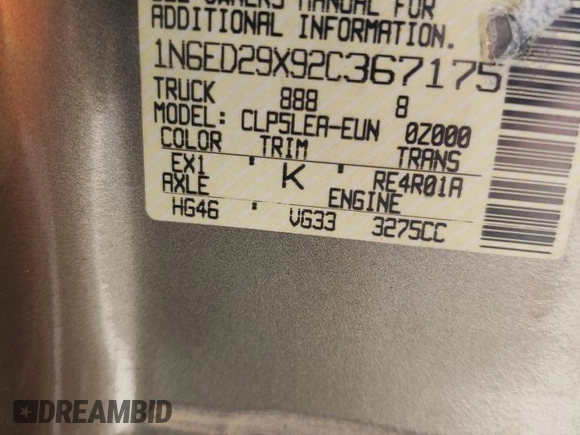 SEE OWNERS MANUAL FOR
ADDITIONAL INFORMATION.
1N6ED29X92C367175
TRUCK 888 8
MODEL: CLPSLEA-EUN 0Z000
COLOR TRIM TRANS
EX1 K RE4R01A
AXLE ENGINE
HG46 VG33 3275CC
DREAMBID